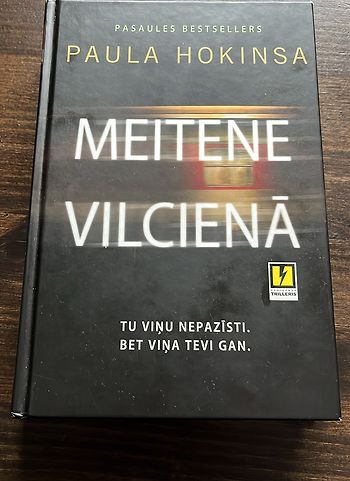 PASAULES BESTSELLERS
PAULA HOKINSA
MEITENE
VILCIENĀ
TRILLERIS
TU VIŅU NEPAZĪSTI.
BET VIŅA TEVI GAN.